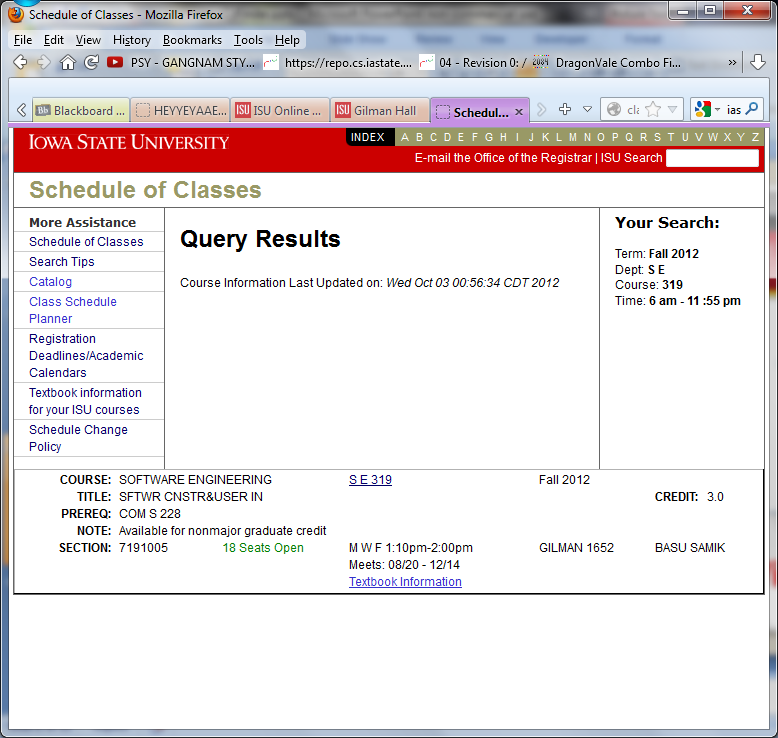 Schedule of Classes - Mozilla Firefox
File Edit View History Bookmarks Tools Help
PSY - GANGNAM STY... https://repo.cs.iastate.... 04 - Revision 0: / DragonVale Combo Fi... »
Bb Blackboard ... HEYYEYAAE... ISU ISU Online ... ISU Gilman Hall Schedul... × cl ias
IOWA STATE UNIVERSITY
INDEX A B C D E F G H I J K L M N O P Q R S T U V W X Y Z
E-mail the Office of the Registrar | ISU Search
Schedule of Classes
More Assistance
Schedule of Classes
Search Tips
Catalog
Class Schedule
Planner
Registration
Deadlines/Academic
Calendars
Textbook information
for your ISU courses
Schedule Change
Policy
Query Results
Course Information Last Updated on: Wed Oct 03 00:56:34 CDT 2012
Your Search:
Term: Fall 2012
Dept: S E
Course: 319
Time: 6 am - 11 :55 pm
COURSE: SOFTWARE ENGINEERING S E 319 Fall 2012
TITLE: SFTWR CNSTR&USER IN CREDIT: 3.0
PREREQ: COM S 228
NOTE: Available for nonmajor graduate credit
SECTION: 7191005 18 Seats Open M W F 1:10pm-2:00pm GILMAN 1652 BASU SAMIK
Meets: 08/20 - 12/14
Textbook Information